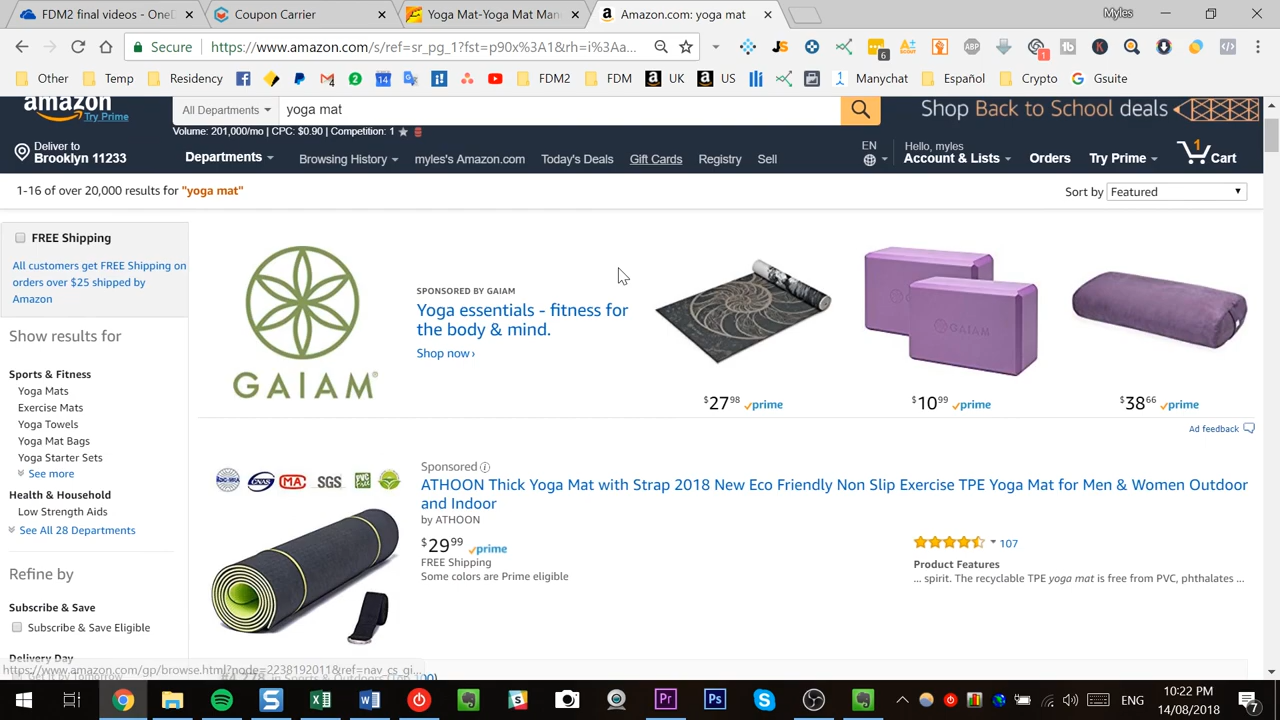 FDM2 final videos - OneD
Coupon Carrier
Yoga Mat-Yoga Mat Man
Amazon.com: yoga mat
Myles
Secure
https://www.amazon.com/s/ref=sr_pg_1?fst=p90x%3A1&rh=i%3Aa...
6
1
Other
Temp
Residency
2
14
FDM2
FDM
UK
US
Manychat
Español
Crypto
Gsuite
amazon
Try Prime
All Departments
yoga mat
Shop Back to School deals
Volume: 201,000/mo | CPC: $0.90 | Competition: 1
Deliver to
Brooklyn 11233
Departments
Browsing History
myles's Amazon.com
Today's Deals
Gift Cards
Registry
Sell
EN
Hello, myles
Account & Lists
Orders
Try Prime
1
Cart
1-16 of over 20,000 results for "yoga mat"
Sort by
Featured
FREE Shipping
All customers get FREE Shipping on
orders over $25 shipped by
Amazon
Show results for
Sports & Fitness
Yoga Mats
Exercise Mats
Yoga Towels
Yoga Mat Bags
Yoga Starter Sets
See more
Health & Household
Low Strength Aids
See All 28 Departments
Refine by
Subscribe & Save
Subscribe & Save Eligible
Delivery Day
GAIAM
SPONSORED BY GAIAM
Yoga essentials - fitness for
the body & mind.
Shop now ›
GAIAM
$27 98 prime
$10 99 prime
$38 66 prime
Ad feedback
SGS
Sponsored
ATHOON Thick Yoga Mat with Strap 2018 New Eco Friendly Non Slip Exercise TPE Yoga Mat for Men & Women Outdoor
and Indoor
by ATHOON
$29 99 prime
FREE Shipping
Some colors are Prime eligible
107
Product Features
... spirit. The recyclable TPE yoga mat is free from PVC, phthalates ...
https://www.amazon.com/gp/browse.html?node=2238192011&ref=nav_cs_gi...
ENG
10:22 PM
14/08/2018
7